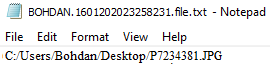 BOHDAN.1601202023258231.file.txt - Notepad
File Edit Format View Help
C:/Users/Bohdan/Desktop/P7234381.JPG